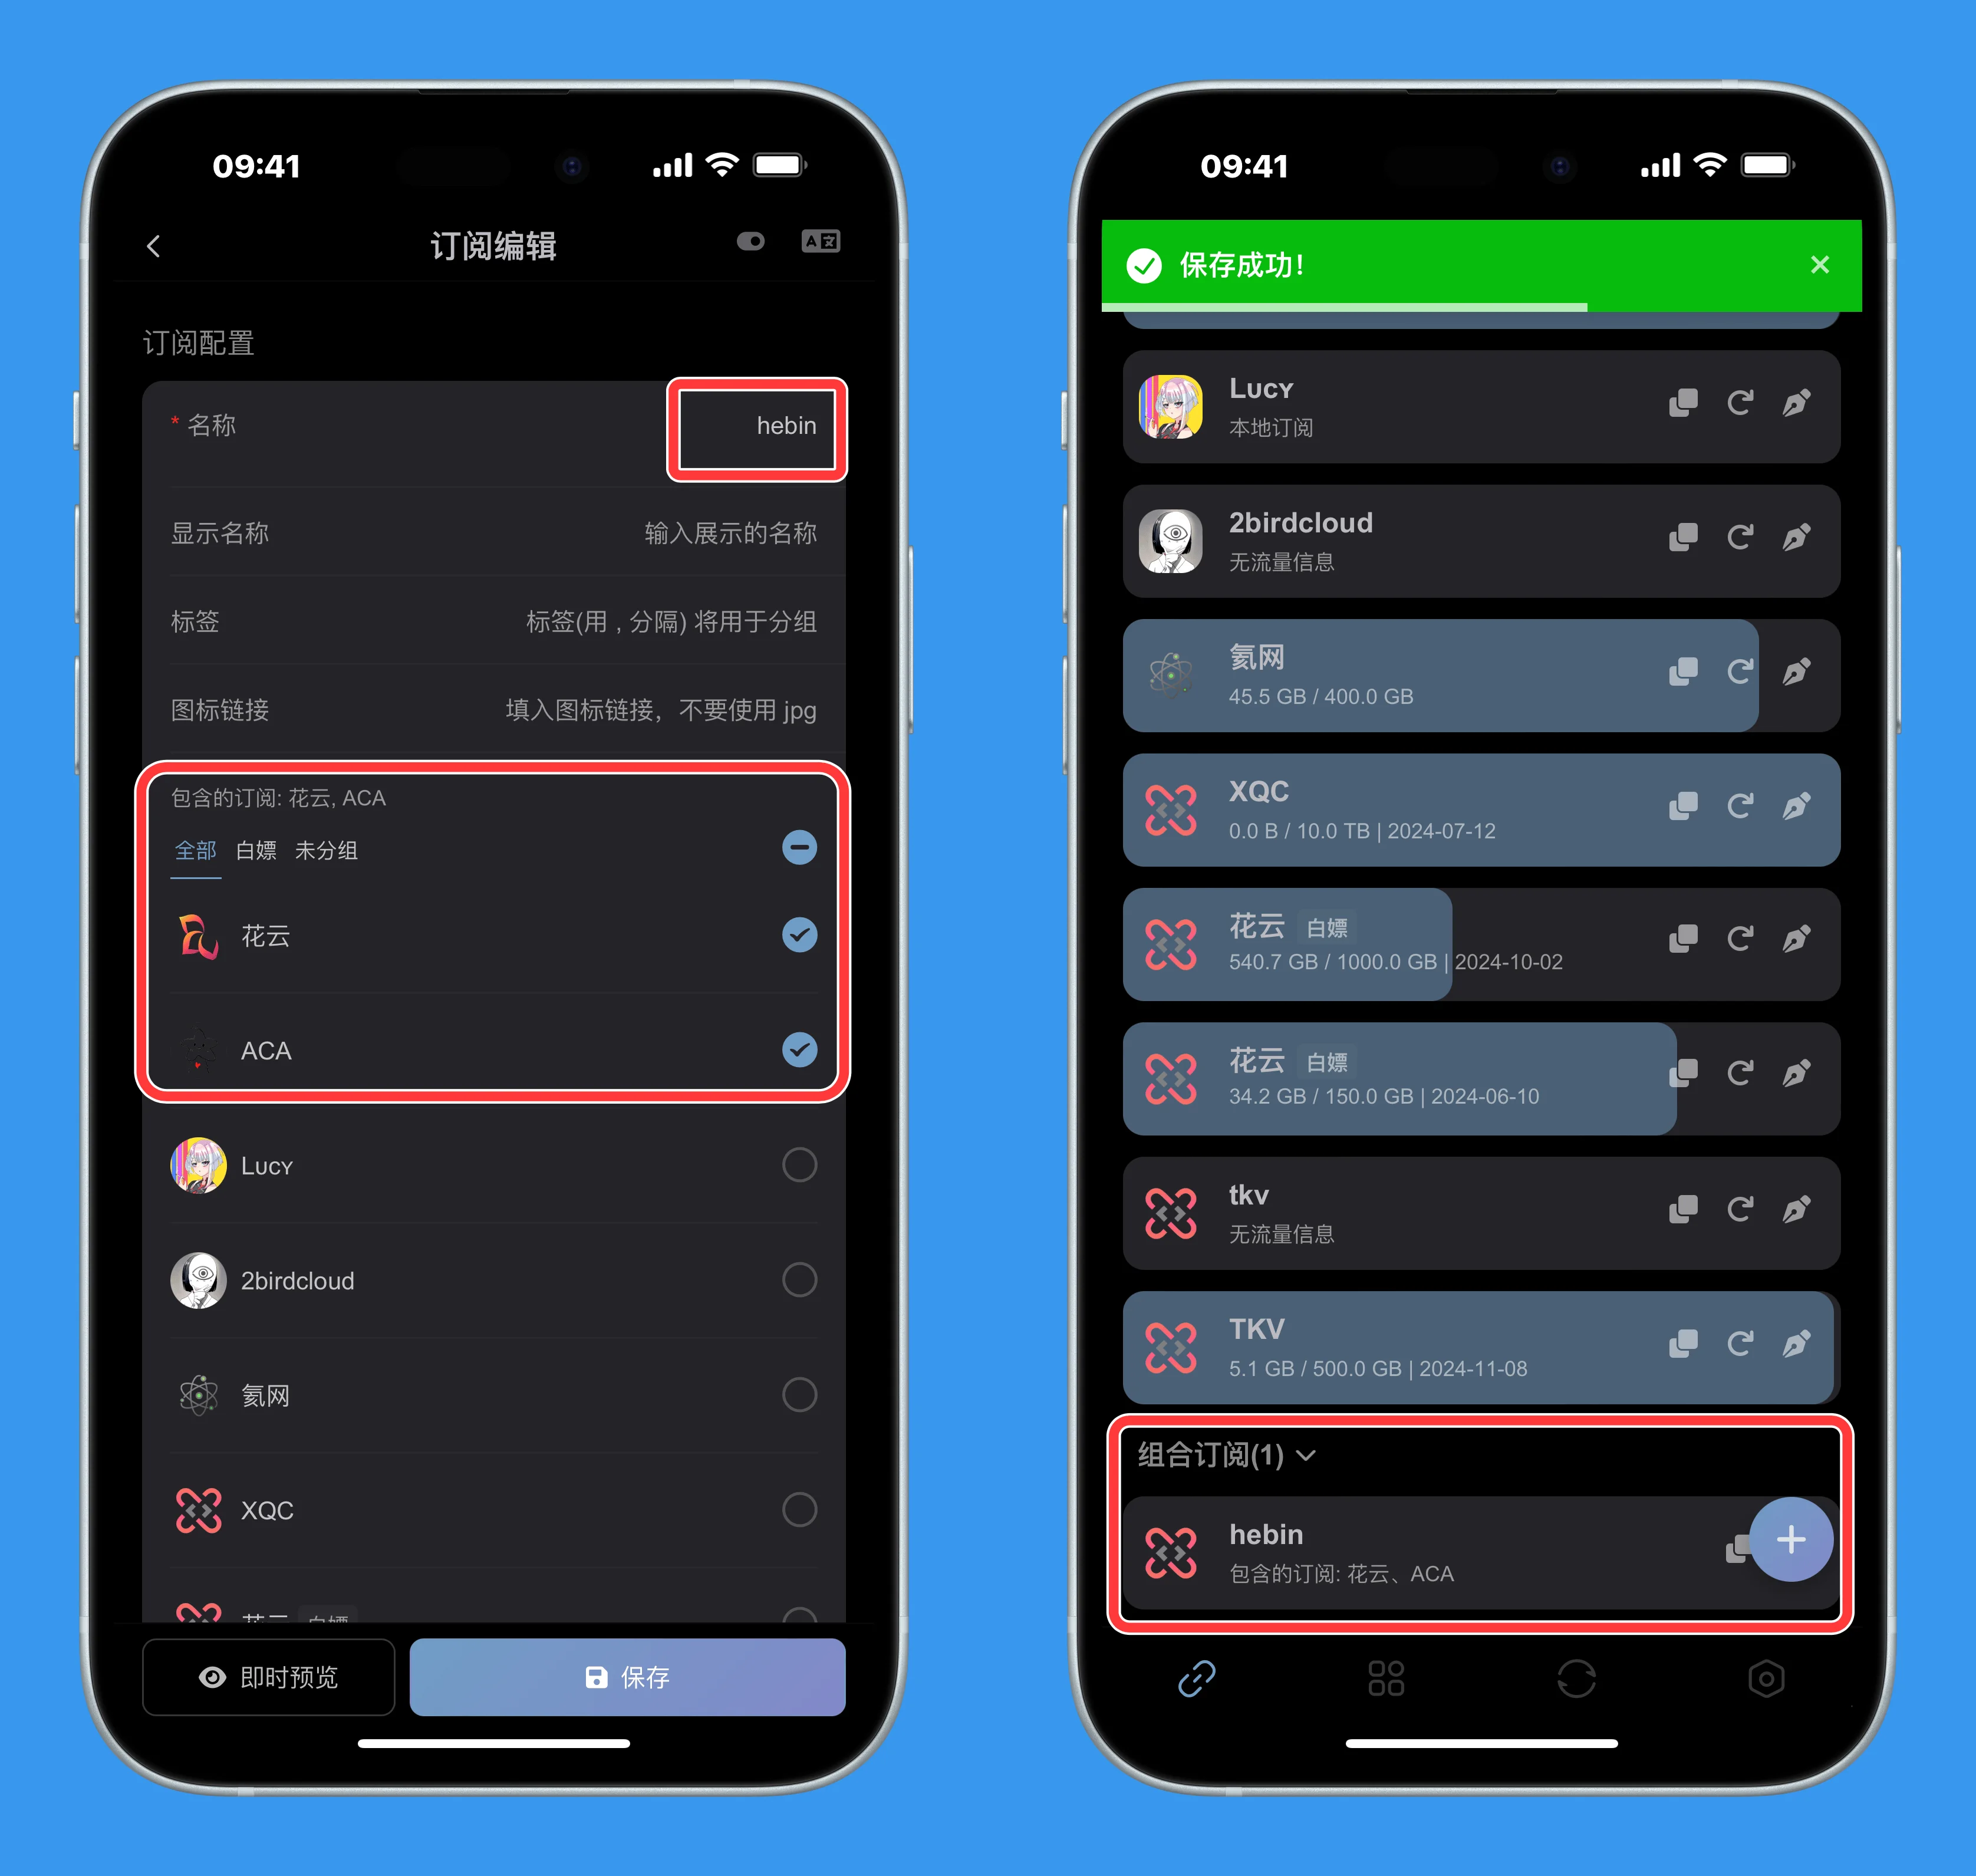 09:41
订阅编辑
A 文
订阅配置
* 名称
hebin
显示名称
输入展示的名称
标签
标签(用 , 分隔) 将用于分组
图标链接
填入图标链接，不要使用 jpg
包含的订阅: 花云, ACA
全部 白嫖 未分组
花云
ACA
Lucy
2birdcloud
氦网
XQC
花云 白嫖
即时预览
保存
09:41
保存成功!
Lucy
本地订阅
2birdcloud
无流量信息
氦网
45.5 GB / 400.0 GB
XQC
0.0 B / 10.0 TB | 2024-07-12
花云 白嫖
540.7 GB / 1000.0 GB | 2024-10-02
花云 白嫖
34.2 GB / 150.0 GB | 2024-06-10
tkv
无流量信息
TKV
5.1 GB / 500.0 GB | 2024-11-08
组合订阅(1)
hebin
包含的订阅: 花云、ACA